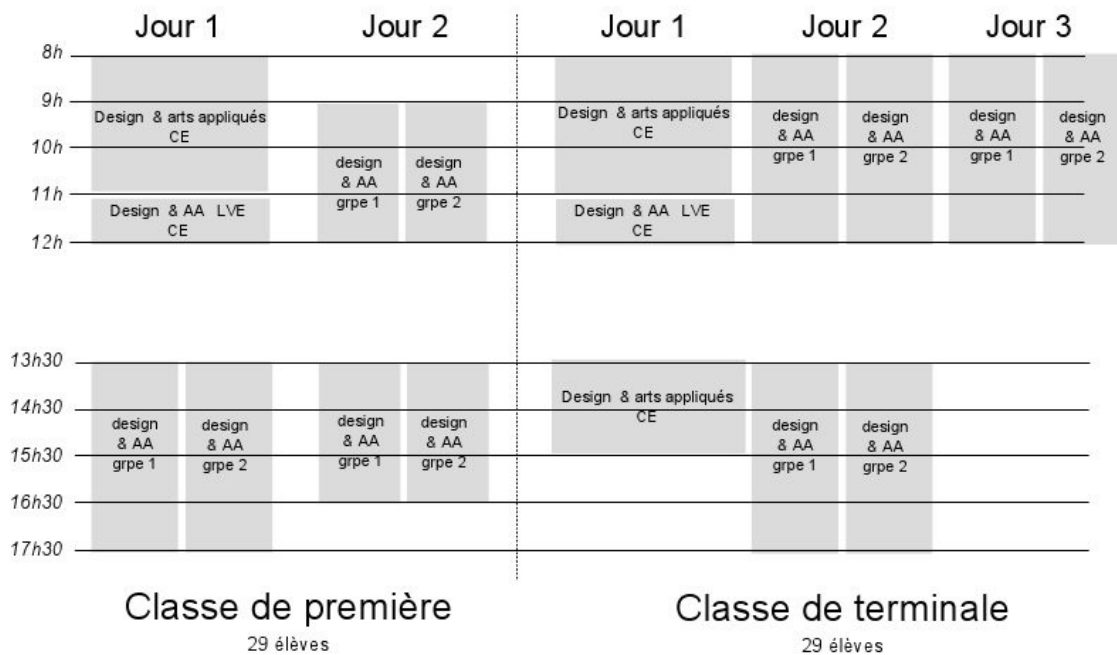 Jour 1
Jour 2
Jour 1
Jour 2
Jour 3
8h
9h
10h
11h
12h
Design & arts appliqués
CE
Design & AA LVE
CE
design
& AA
grpe 1
design
& AA
grpe 2
Design & arts appliqués
CE
Design & AA LVE
CE
design
& AA
grpe 1
design
& AA
grpe 2
design
& AA
grpe 1
design
& AA
grpe 2
13h30
14h30
15h30
16h30
17h30
design
& AA
grpe 1
design
& AA
grpe 2
design
& AA
grpe 1
design
& AA
grpe 2
Design & arts appliqués
CE
design
& AA
grpe 1
design
& AA
grpe 2
Classe de première
29 élèves
Classe de terminale
29 élèves